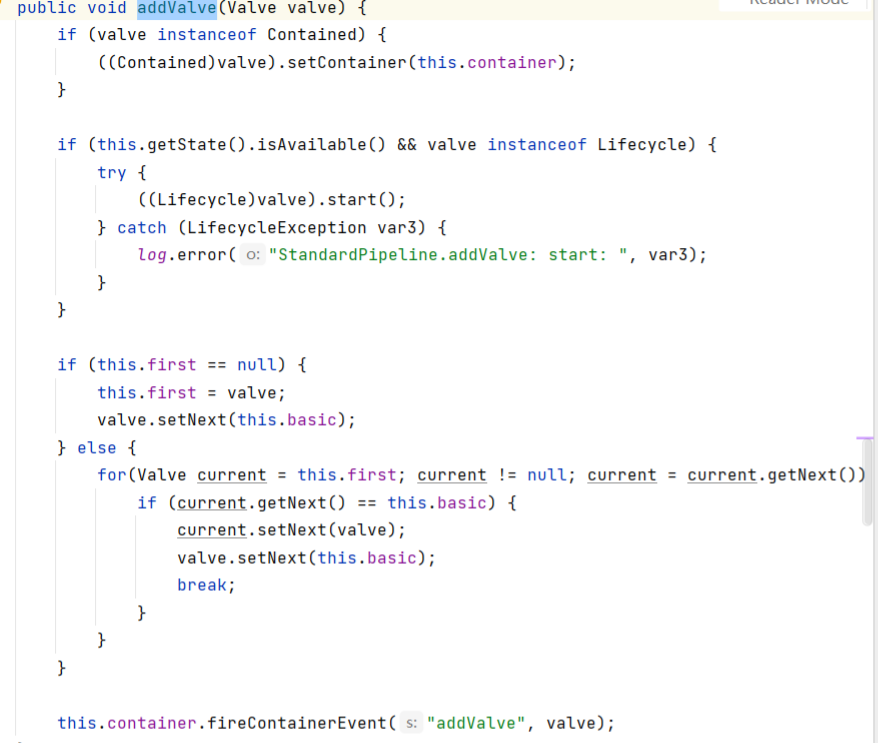 Reader Mode
public void addValve(Valve valve) {
    if (valve instanceof Contained) {
        ((Contained)valve).setContainer(this.container);
    }

    if (this.getState().isAvailable() && valve instanceof Lifecycle) {
        try {
            ((Lifecycle)valve).start();
        } catch (LifecycleException var3) {
            log.error( o: "StandardPipeline.addValve: start: ", var3);
        }
    }

    if (this.first == null) {
        this.first = valve;
        valve.setNext(this.basic);
    } else {
        for(Valve current = this.first; current != null; current = current.getNext())
            if (current.getNext() == this.basic) {
                current.setNext(valve);
                valve.setNext(this.basic);
                break;
            }
        }
    }

    this.container.fireContainerEvent( s: "addValve", valve);